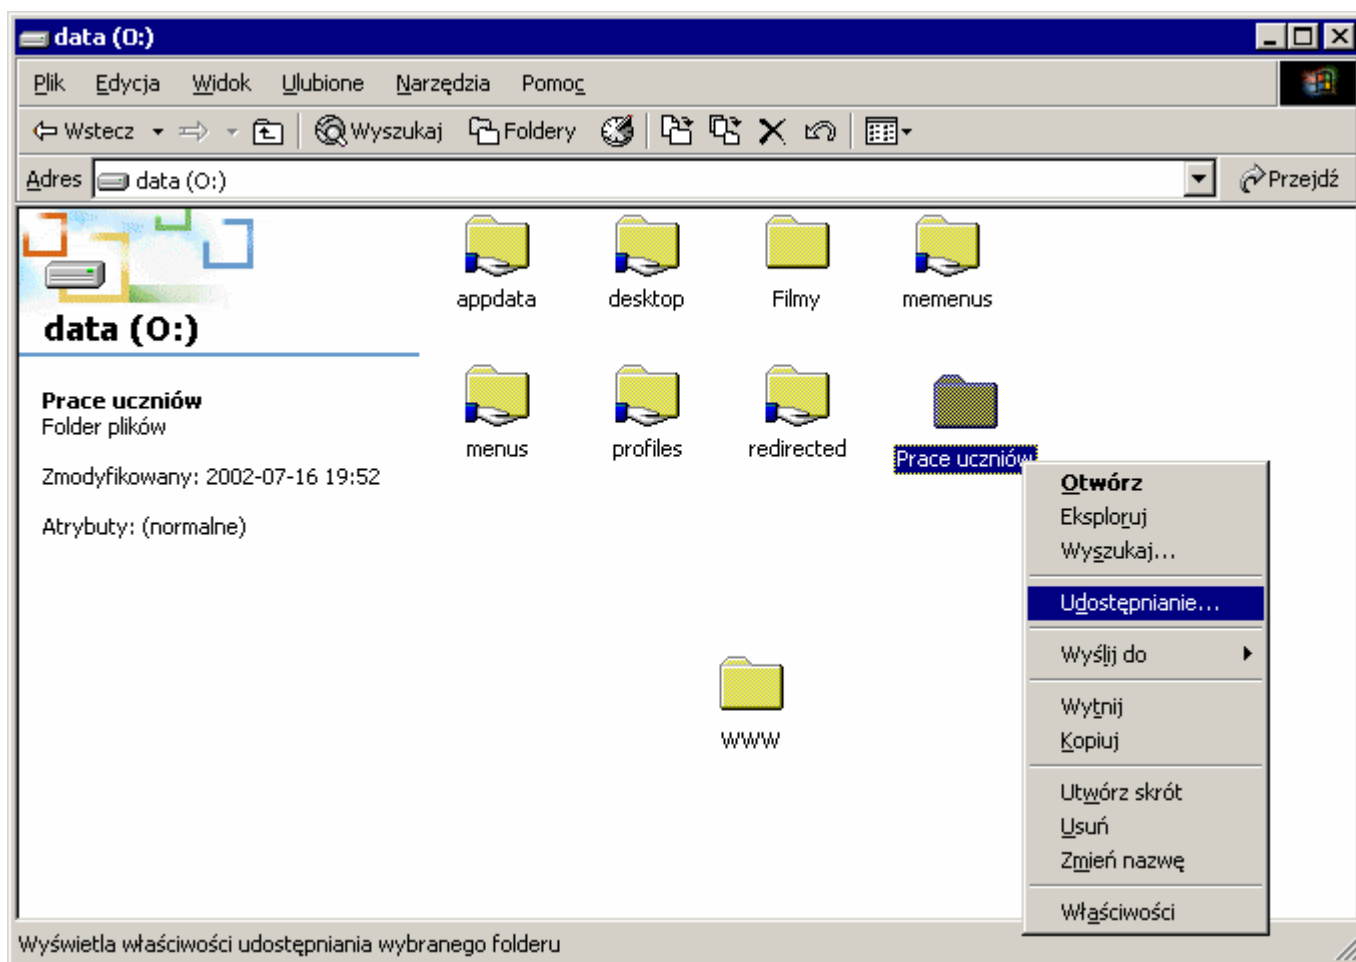 data (O:)
Plik Edycja Widok Ulubione Narzędzia Pomoc
Wstecz Wyszukaj Foldery
Adres data (O:) Przejdź
data (O:)
Prace uczniów
Folder plików
Zmodyfikowany: 2002-07-16 19:52
Atrybuty: (normalne)
appdata desktop Filmy memenus
menus profiles redirected Prace uczniów
WWW
Otwórz
Eksploruj
Wyszukaj...
Udostępnianie...
Wyślij do
Wytnij
Kopiuj
Utwórz skrót
Usuń
Zmień nazwę
Właściwości
Wyświetla właściwości udostępniania wybranego folderu